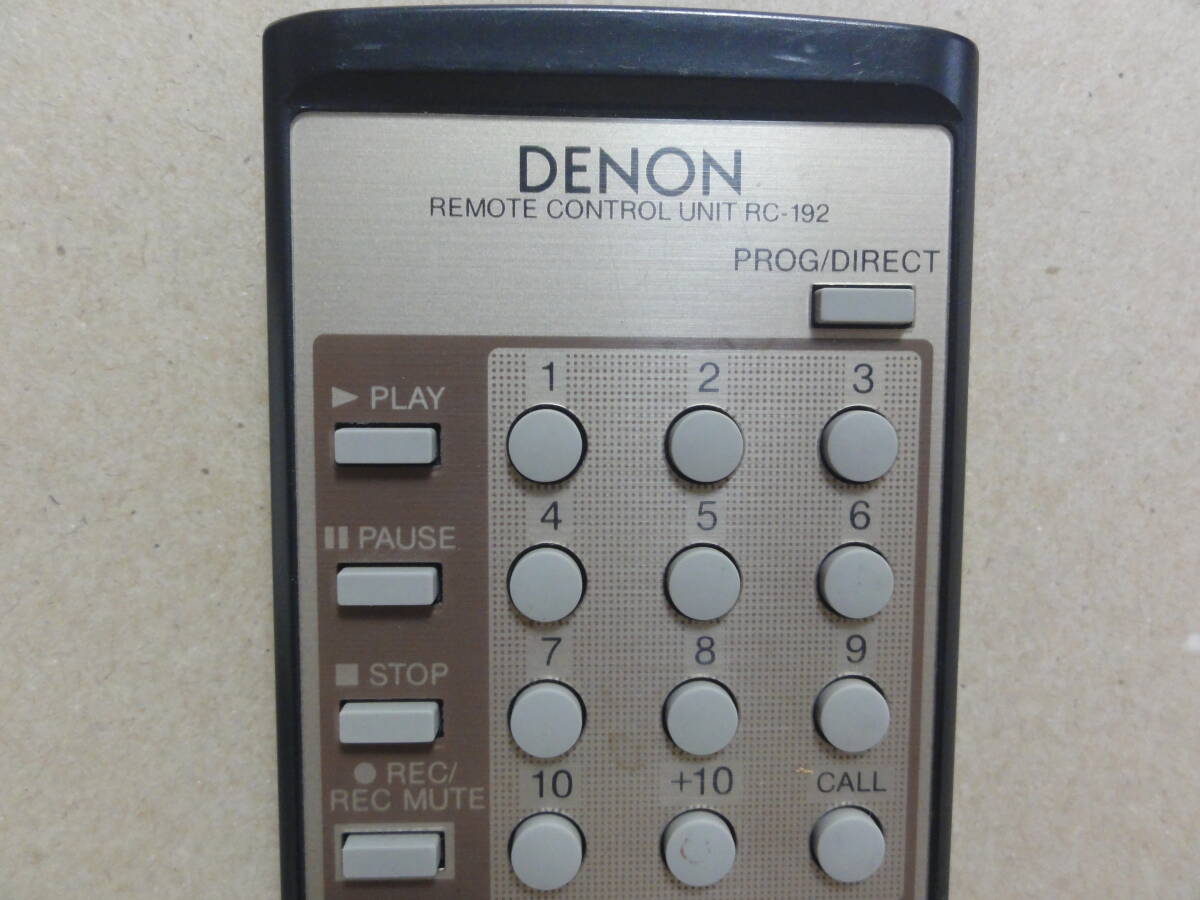 DENON
REMOTE CONTROL UNIT RC-192
PROG/DIRECT
▶ PLAY
1 2 3
⏸ PAUSE
4 5 6
■ STOP
7 8 9
● REC/
REC MUTE
10 +10 CALL